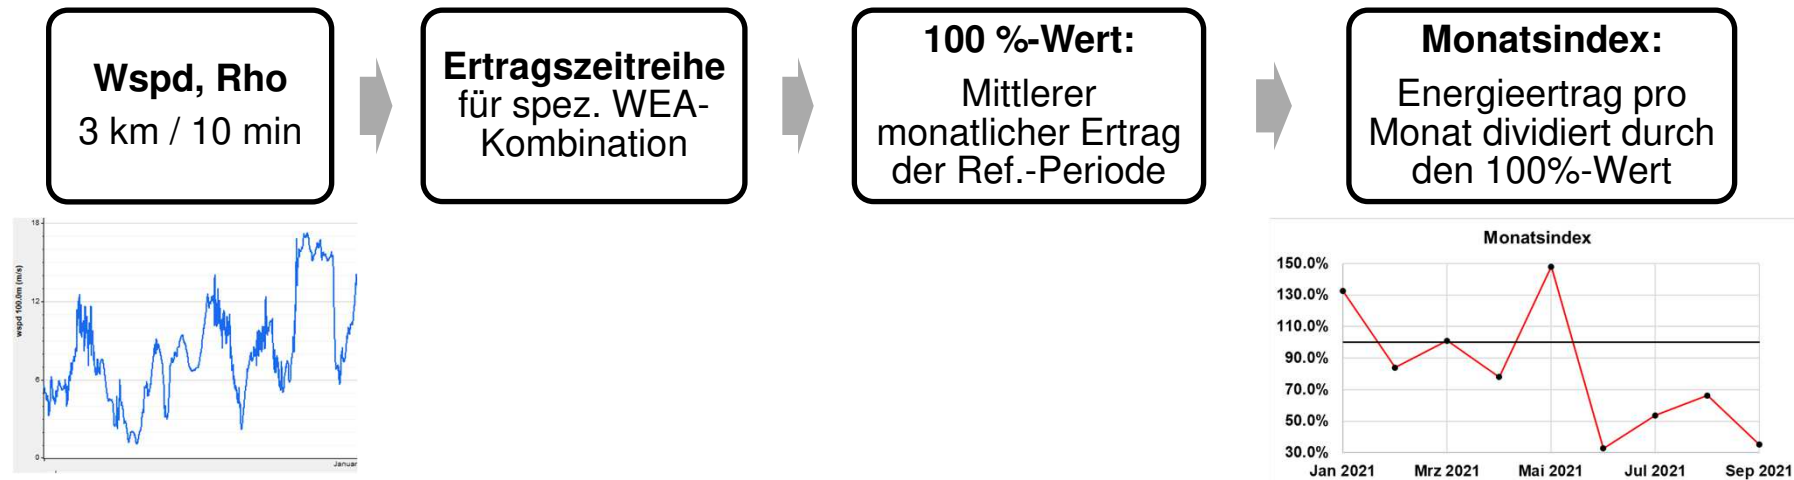 Wspd, Rho
3 km / 10 min
Ertragszeitreihe
für spez. WEA-
Kombination
100 %-Wert:
Mittlerer
monatlicher Ertrag
der Ref.-Periode
Monatsindex:
Energieertrag pro
Monat dividiert durch
den 100%-Wert
wspd 100.0m (m/s)
18
12
6
0
Januar
Monatsindex
150.0%
130.0%
110.0%
90.0%
70.0%
50.0%
30.0%
Jan 2021 Mrz 2021 Mai 2021 Jul 2021 Sep 2021